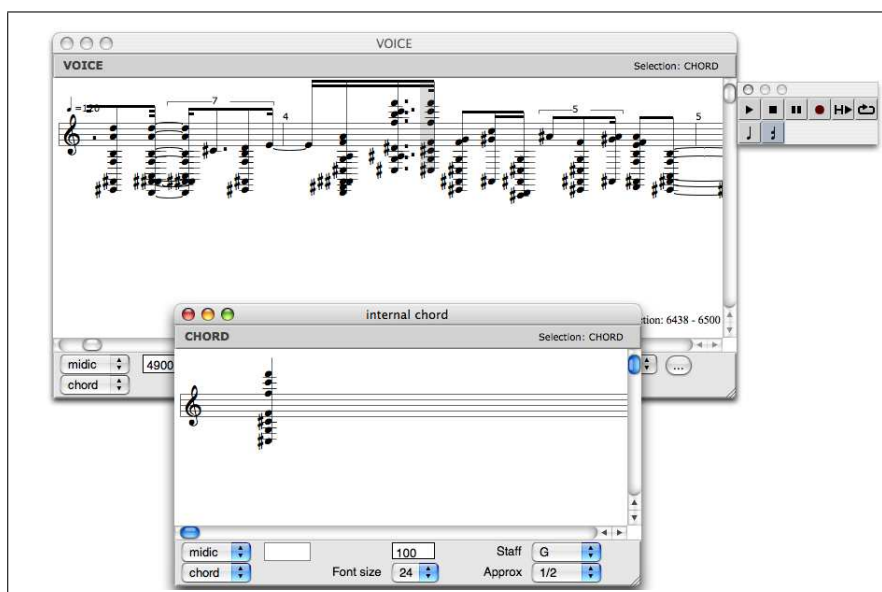 VOICE
VOICE Selection: CHORD
♩=120 7 4 5 5
H
ction: 6438 - 6500
midic 4900 ...
chord
internal chord
CHORD Selection: CHORD
midic 100 Staff G
chord Font size 24 Approx 1/2